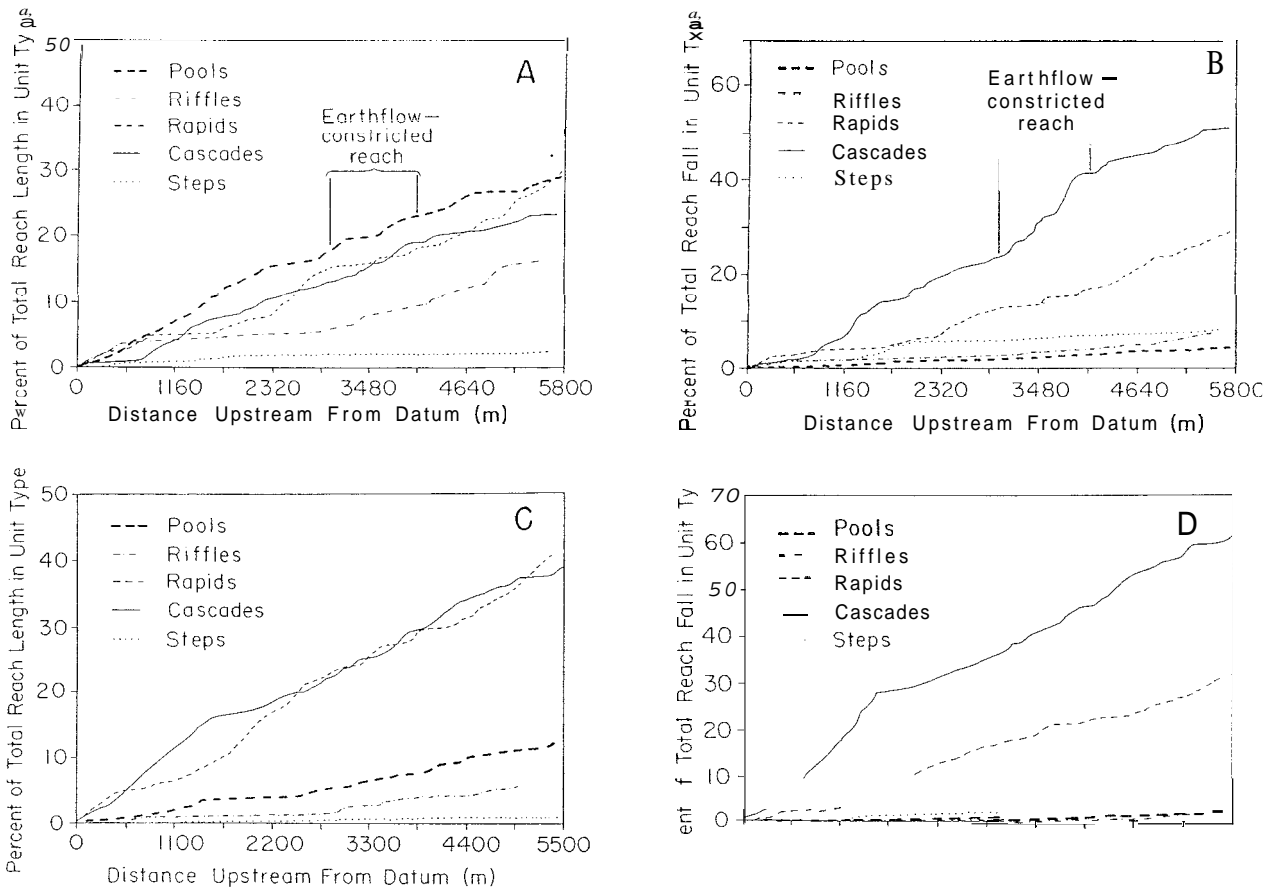 A
Percent of Total Reach Length in Unit
50
40
30
20
10
0
Pools
Riffles
Rapids
Cascades
Steps
Earthflow—
constricted
reach
0 1160 2320 3480 4640 5800
Distance Upstream From Datum (m)
B
Percent of Total Reach Fall in Unit
60
40
20
0
Pools
Riffles
Rapids
Cascades
Steps
Earthflow—
constricted
reach
0 1160 2320 3480 4640 5800
Distance Upstream From Datum (m)
C
Percent of Total Reach Length in Unit Type
50
40
30
20
10
0
Pools
Riffles
Rapids
Cascades
Steps
0 1100 2200 3300 4400 5500
Distance Upstream From Datum (m)
D
ent f Total Reach Fall in Unit Ty
70
60
50
40
30
20
10
0
Pools
Riffles
Rapids
Cascades
Steps